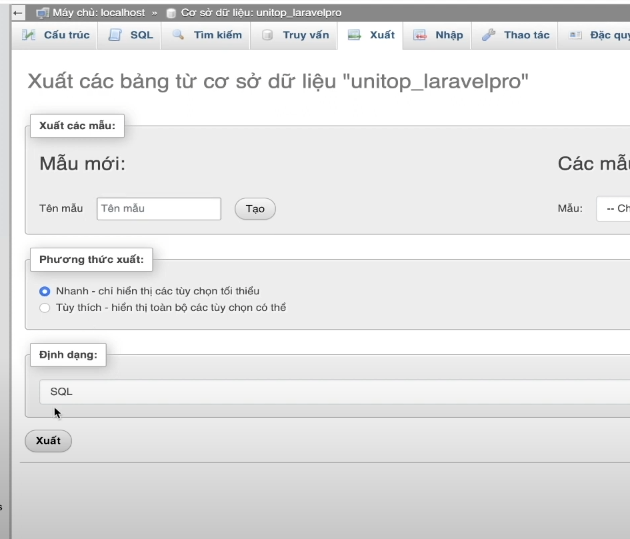 Máy chủ: localhost » Cơ sở dữ liệu: unitop_laravelpro
Cấu trúc SQL Tìm kiếm Truy vấn Xuất Nhập Thao tác Đặc quy
Xuất các bảng từ cơ sở dữ liệu "unitop_laravelpro"
Xuất các mẫu:
Mẫu mới: Các mẫu
Tên mẫu Tên mẫu Tạo Mẫu: -- Ch
Phương thức xuất:
Nhanh - chỉ hiển thị các tùy chọn tối thiểu
Tùy thích - hiển thị toàn bộ các tùy chọn có thể
Định dạng:
SQL
Xuất